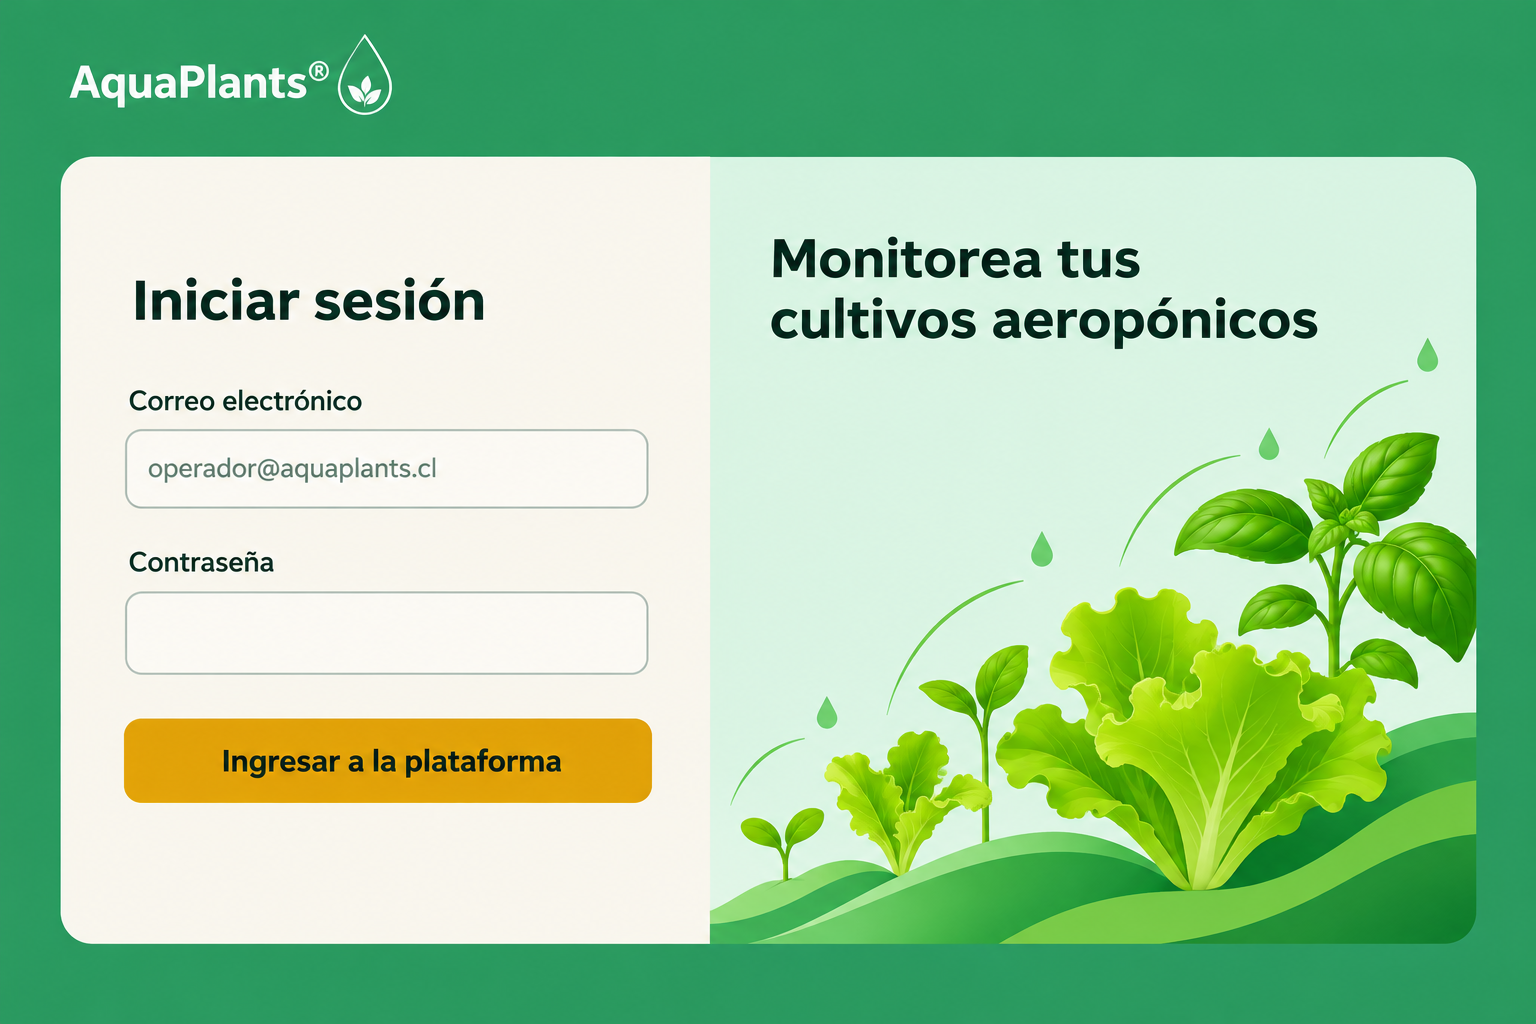 AquaPlants®
Iniciar sesión
Correo electrónico
operador@aquaplants.cl
Contraseña
Ingresar a la plataforma
Monitorea tus
cultivos aeropónicos